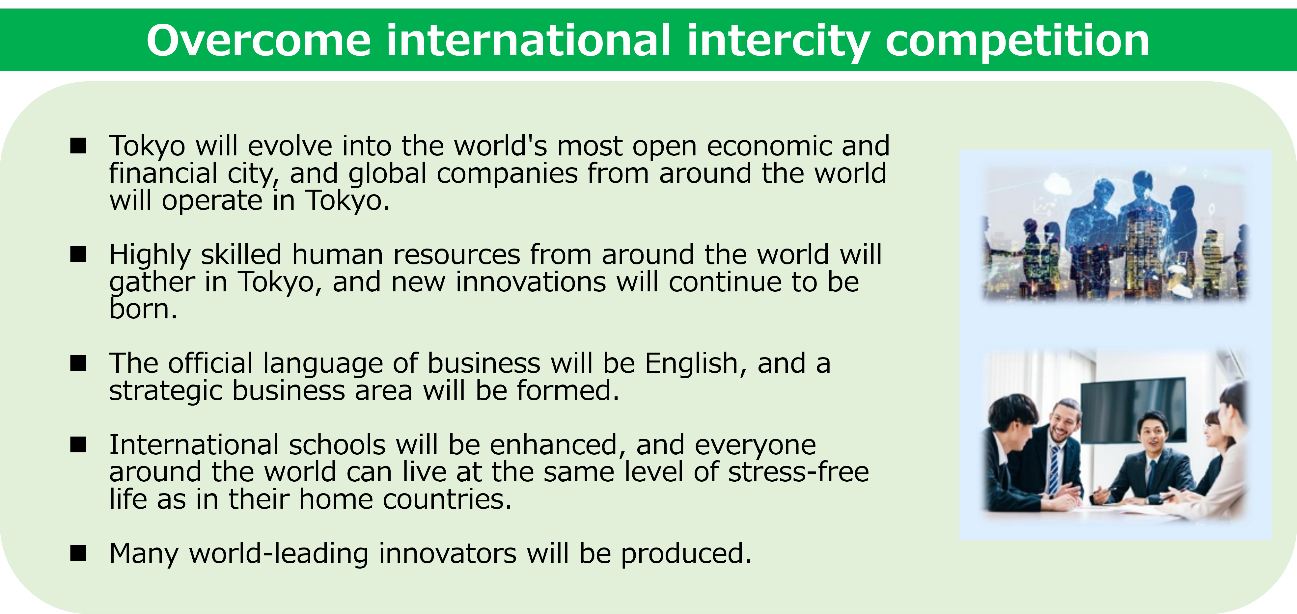 Overcome international intercity competition
■ Tokyo will evolve into the world's most open economic and
financial city, and global companies from around the world
will operate in Tokyo.
■ Highly skilled human resources from around the world will
gather in Tokyo, and new innovations will continue to be
born.
■ The official language of business will be English, and a
strategic business area will be formed.
■ International schools will be enhanced, and everyone
around the world can live at the same level of stress-free
life as in their home countries.
■ Many world-leading innovators will be produced.